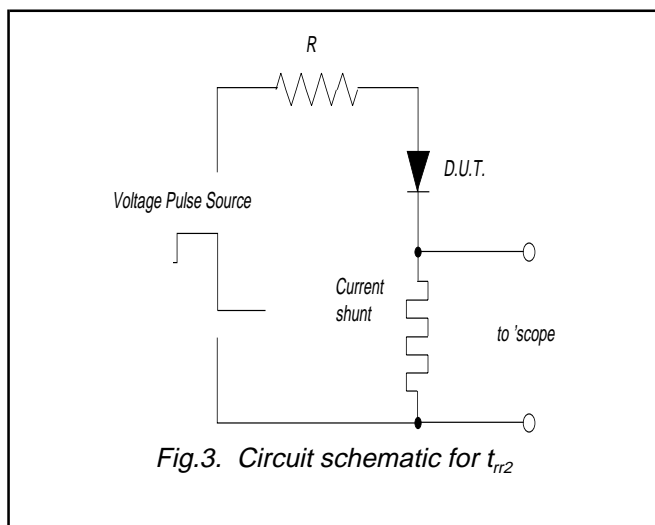 R
D.U.T.
Voltage Pulse Source
Current
shunt
to 'scope
Fig.3. Circuit schematic for trr2